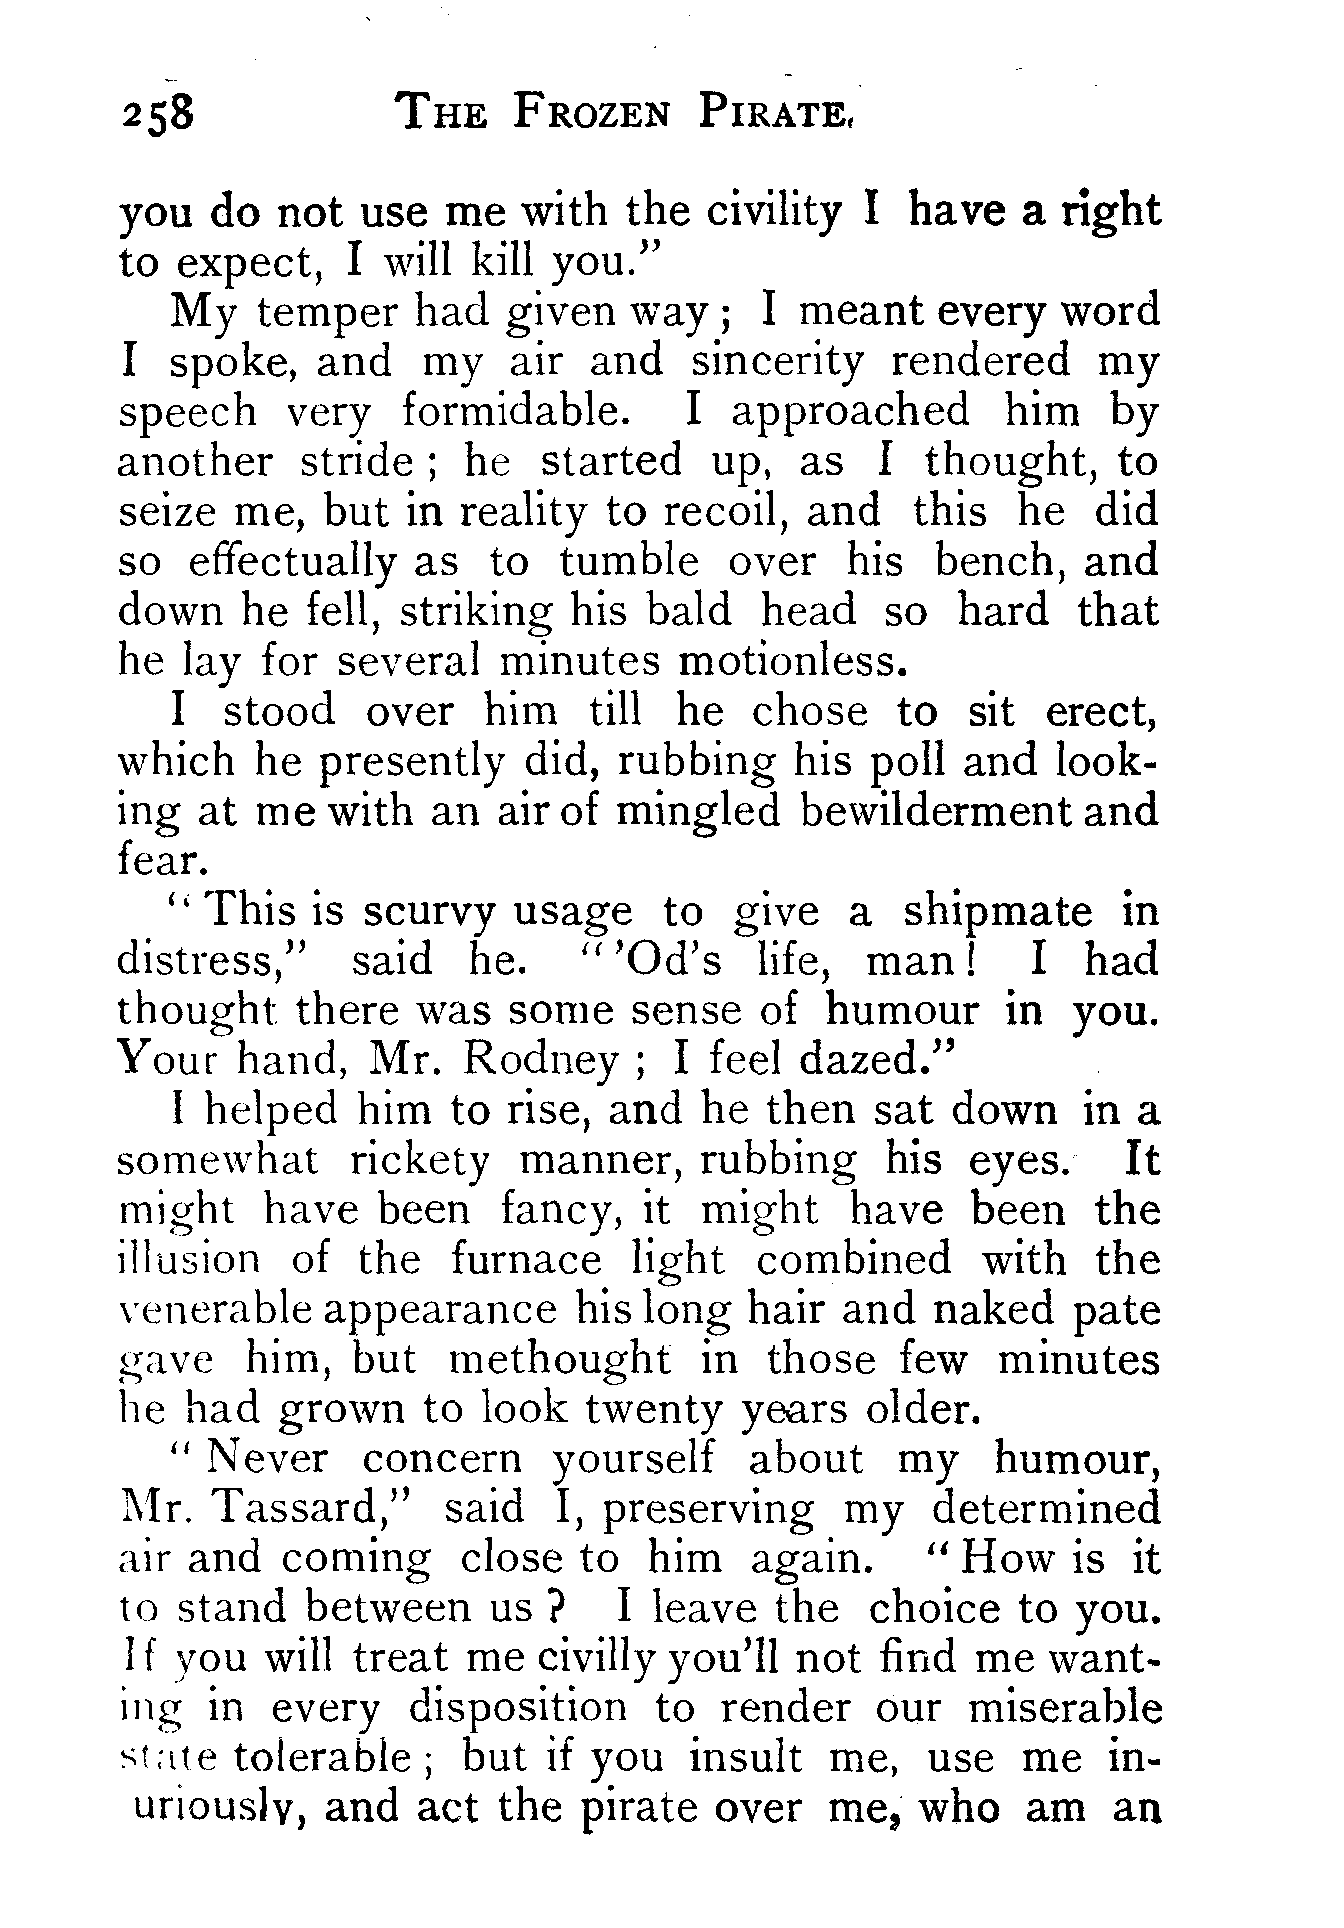 258 THE FROZEN PIRATE.
you do not use me with the civility I have a right
to expect, I will kill you.”
My temper had given way ; I meant every word
I spoke, and my air and sincerity rendered my
speech very formidable. I approached him by
another stride ; he started up, as I thought, to
seize me, but in reality to recoil, and this he did
so effectually as to tumble over his bench, and
down he fell, striking his bald head so hard that
he lay for several minutes motionless.
I stood over him till he chose to sit erect,
which he presently did, rubbing his poll and look-
ing at me with an air of mingled bewilderment and
fear.
“ This is scurvy usage to give a shipmate in
distress,” said he. “ ’Od’s life, man ! I had
thought there was some sense of humour in you.
Your hand, Mr. Rodney ; I feel dazed.”
I helped him to rise, and he then sat down in a
somewhat rickety manner, rubbing his eyes. It
might have been fancy, it might have been the
illusion of the furnace light combined with the
venerable appearance his long hair and naked pate
gave him, but methought in those few minutes
he had grown to look twenty years older.
“ Never concern yourself about my humour,
Mr. Tassard,” said I, preserving my determined
air and coming close to him again. “ How is it
to stand between us ? I leave the choice to you.
If you will treat me civilly you’ll not find me want-
ing in every disposition to render our miserable
state tolerable ; but if you insult me, use me in-
uriously, and act the pirate over me, who am an